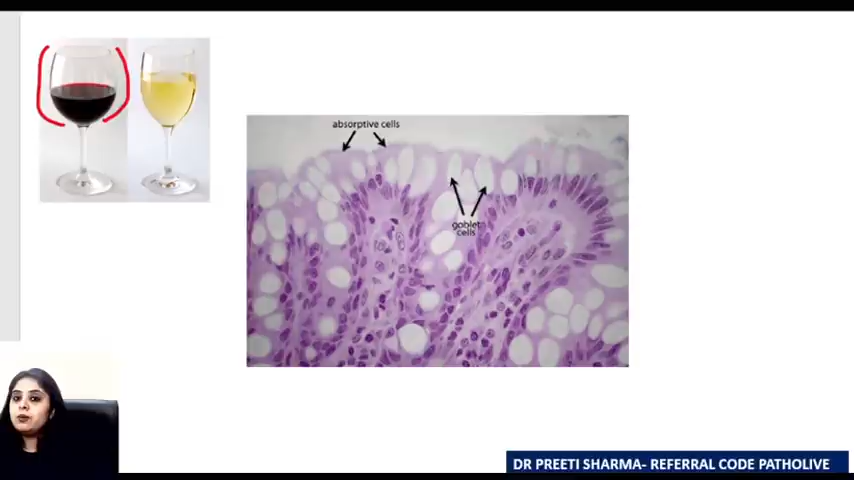 absorptive cells
goblet
cells
DR PREETI SHARMA- REFERRAL CODE PATHOLIVE